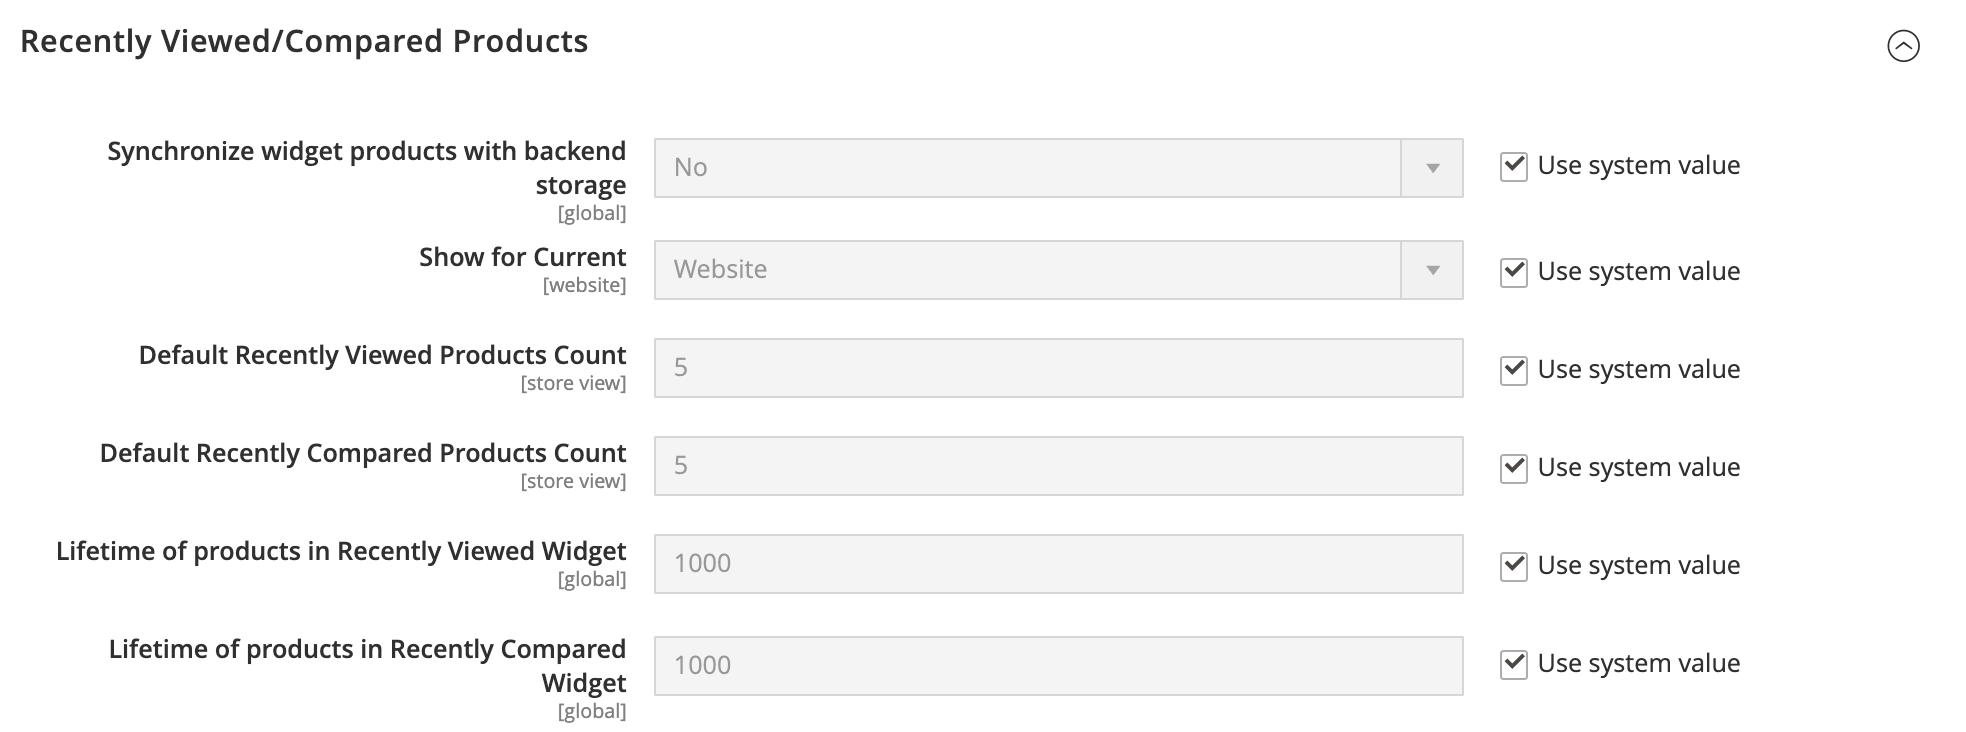 Recently Viewed/Compared Products
Synchronize widget products with backend
storage
[global]
No
Use system value
Show for Current
[website]
Website
Use system value
Default Recently Viewed Products Count
[store view]
5
Use system value
Default Recently Compared Products Count
[store view]
5
Use system value
Lifetime of products in Recently Viewed Widget
[global]
1000
Use system value
Lifetime of products in Recently Compared
Widget
[global]
1000
Use system value